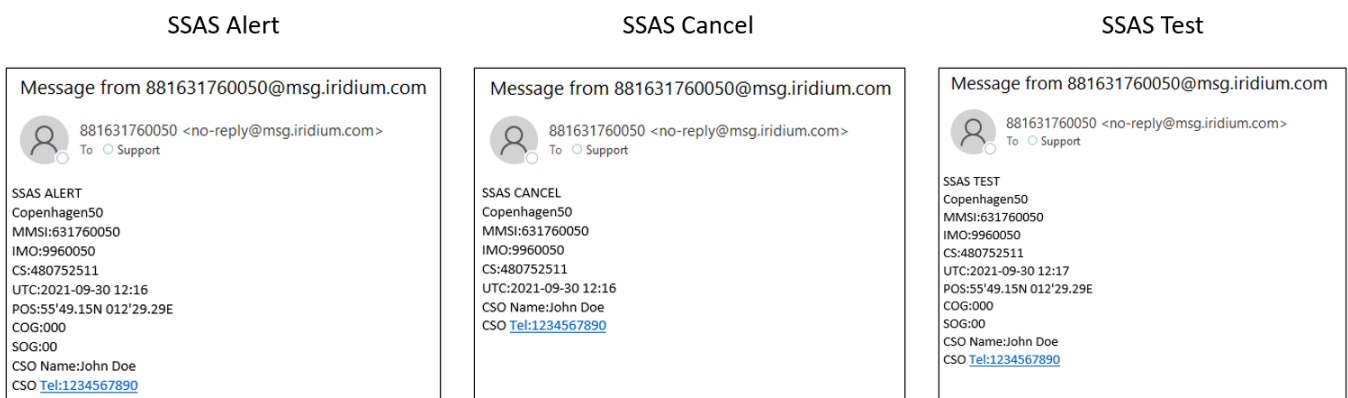 SSAS Alert
Message from 881631760050@msg.iridium.com
881631760050 <no-reply@msg.iridium.com>
To Support
SSAS ALERT
Copenhagen50
MMSI:631760050
IMO:9960050
CS:480752511
UTC:2021-09-30 12:16
POS:55'49.15N 012'29.29E
COG:000
SOG:00
CSO Name:John Doe
CSO Tel:1234567890
SSAS Cancel
Message from 881631760050@msg.iridium.com
881631760050 <no-reply@msg.iridium.com>
To Support
SSAS CANCEL
Copenhagen50
MMSI:631760050
IMO:9960050
CS:480752511
UTC:2021-09-30 12:16
CSO Name:John Doe
CSO Tel:1234567890
SSAS Test
Message from 881631760050@msg.iridium.com
881631760050 <no-reply@msg.iridium.com>
To Support
SSAS TEST
Copenhagen50
MMSI:631760050
IMO:9960050
CS:480752511
UTC:2021-09-30 12:17
POS:55'49.15N 012'29.29E
COG:000
SOG:00
CSO Name:John Doe
CSO Tel:1234567890